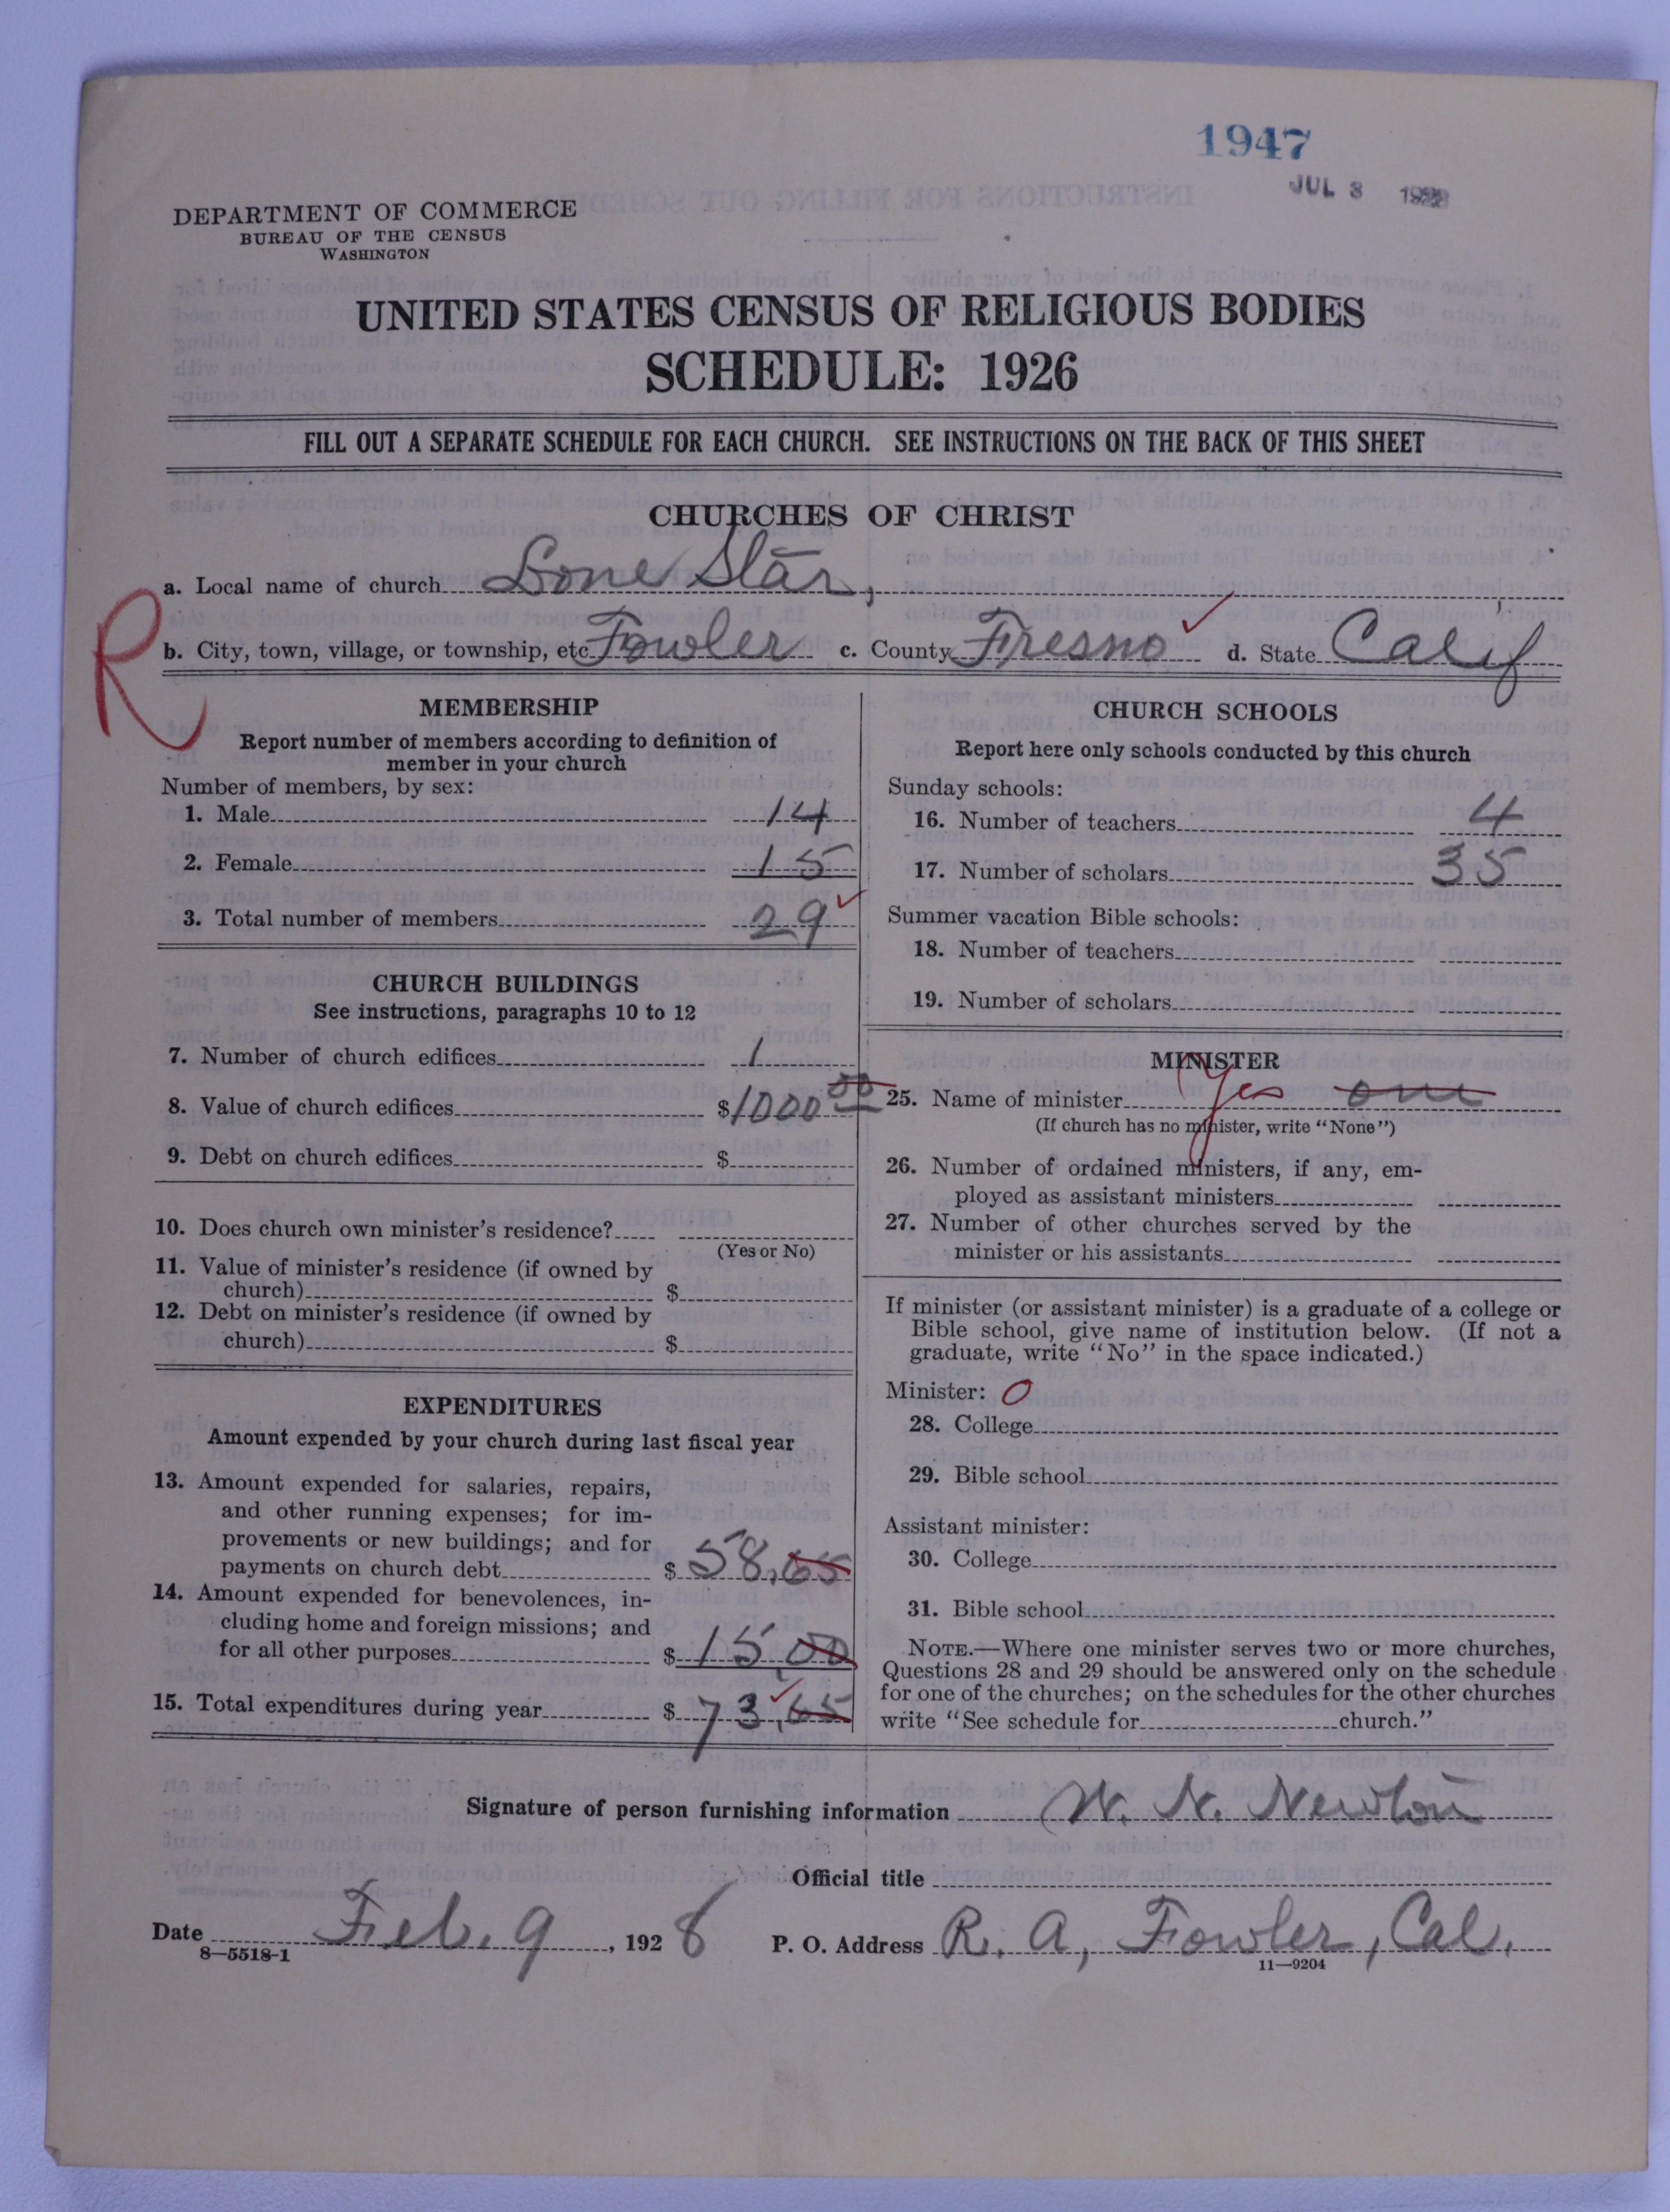 1947
JUL 3 1928
DEPARTMENT OF COMMERCE
BUREAU OF THE CENSUS
WASHINGTON
UNITED STATES CENSUS OF RELIGIOUS BODIES
SCHEDULE: 1926
FILL OUT A SEPARATE SCHEDULE FOR EACH CHURCH. SEE INSTRUCTIONS ON THE BACK OF THIS SHEET
CHURCHES OF CHRIST
a. Local name of church Lone Star,
R
b. City, town, village, or township, etc. Fowler c. County Fresno ✓ d. State Calif
MEMBERSHIP
Report number of members according to definition of
member in your church
Number of members, by sex:
1. Male 14
2. Female 15
3. Total number of members 29 ✓
CHURCH BUILDINGS
See instructions, paragraphs 10 to 12
7. Number of church edifices 1
8. Value of church edifices $1000 00
9. Debt on church edifices $
10. Does church own minister's residence?
(Yes or No)
11. Value of minister's residence (if owned by
church) $
12. Debt on minister's residence (if owned by
church) $
EXPENDITURES
Amount expended by your church during last fiscal year
13. Amount expended for salaries, repairs,
and other running expenses; for im-
provements or new buildings; and for
payments on church debt $ 58.65
14. Amount expended for benevolences, in-
cluding home and foreign missions; and
for all other purposes $ 15.00
15. Total expenditures during year $ 73.65 ✓
CHURCH SCHOOLS
Report here only schools conducted by this church
Sunday schools:
16. Number of teachers 4
17. Number of scholars 35
Summer vacation Bible schools:
18. Number of teachers
19. Number of scholars
MINISTER
25. Name of minister Yes one
(If church has no minister, write "None")
26. Number of ordained ministers, if any, em-
ployed as assistant ministers
27. Number of other churches served by the
minister or his assistants
If minister (or assistant minister) is a graduate of a college or
Bible school, give name of institution below. (If not a
graduate, write "No" in the space indicated.)
Minister: 0
28. College
29. Bible school
Assistant minister:
30. College
31. Bible school
NOTE.—Where one minister serves two or more churches,
Questions 28 and 29 should be answered only on the schedule
for one of the churches; on the schedules for the other churches
write "See schedule for church."
Signature of person furnishing information W. N. Newton
Official title
Date Feb. 9, 1928 P. O. Address R. A, Fowler, Cal.
8—5518-1
11—9204